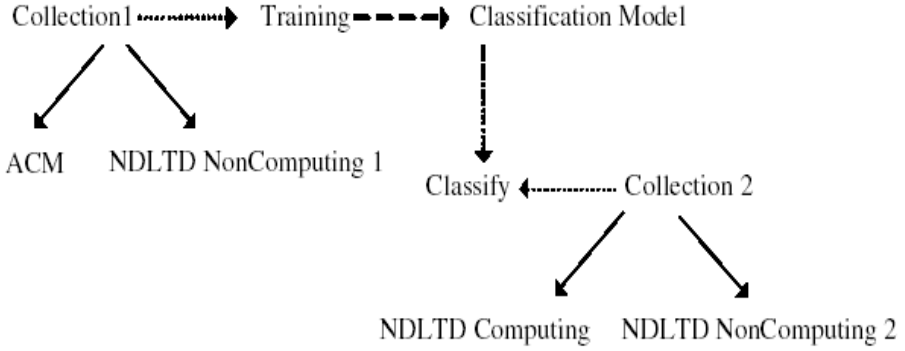 Collection1 Training Classification Model
ACM NDLTD NonComputing 1
Classify Collection 2
NDLTD Computing NDLTD NonComputing 2